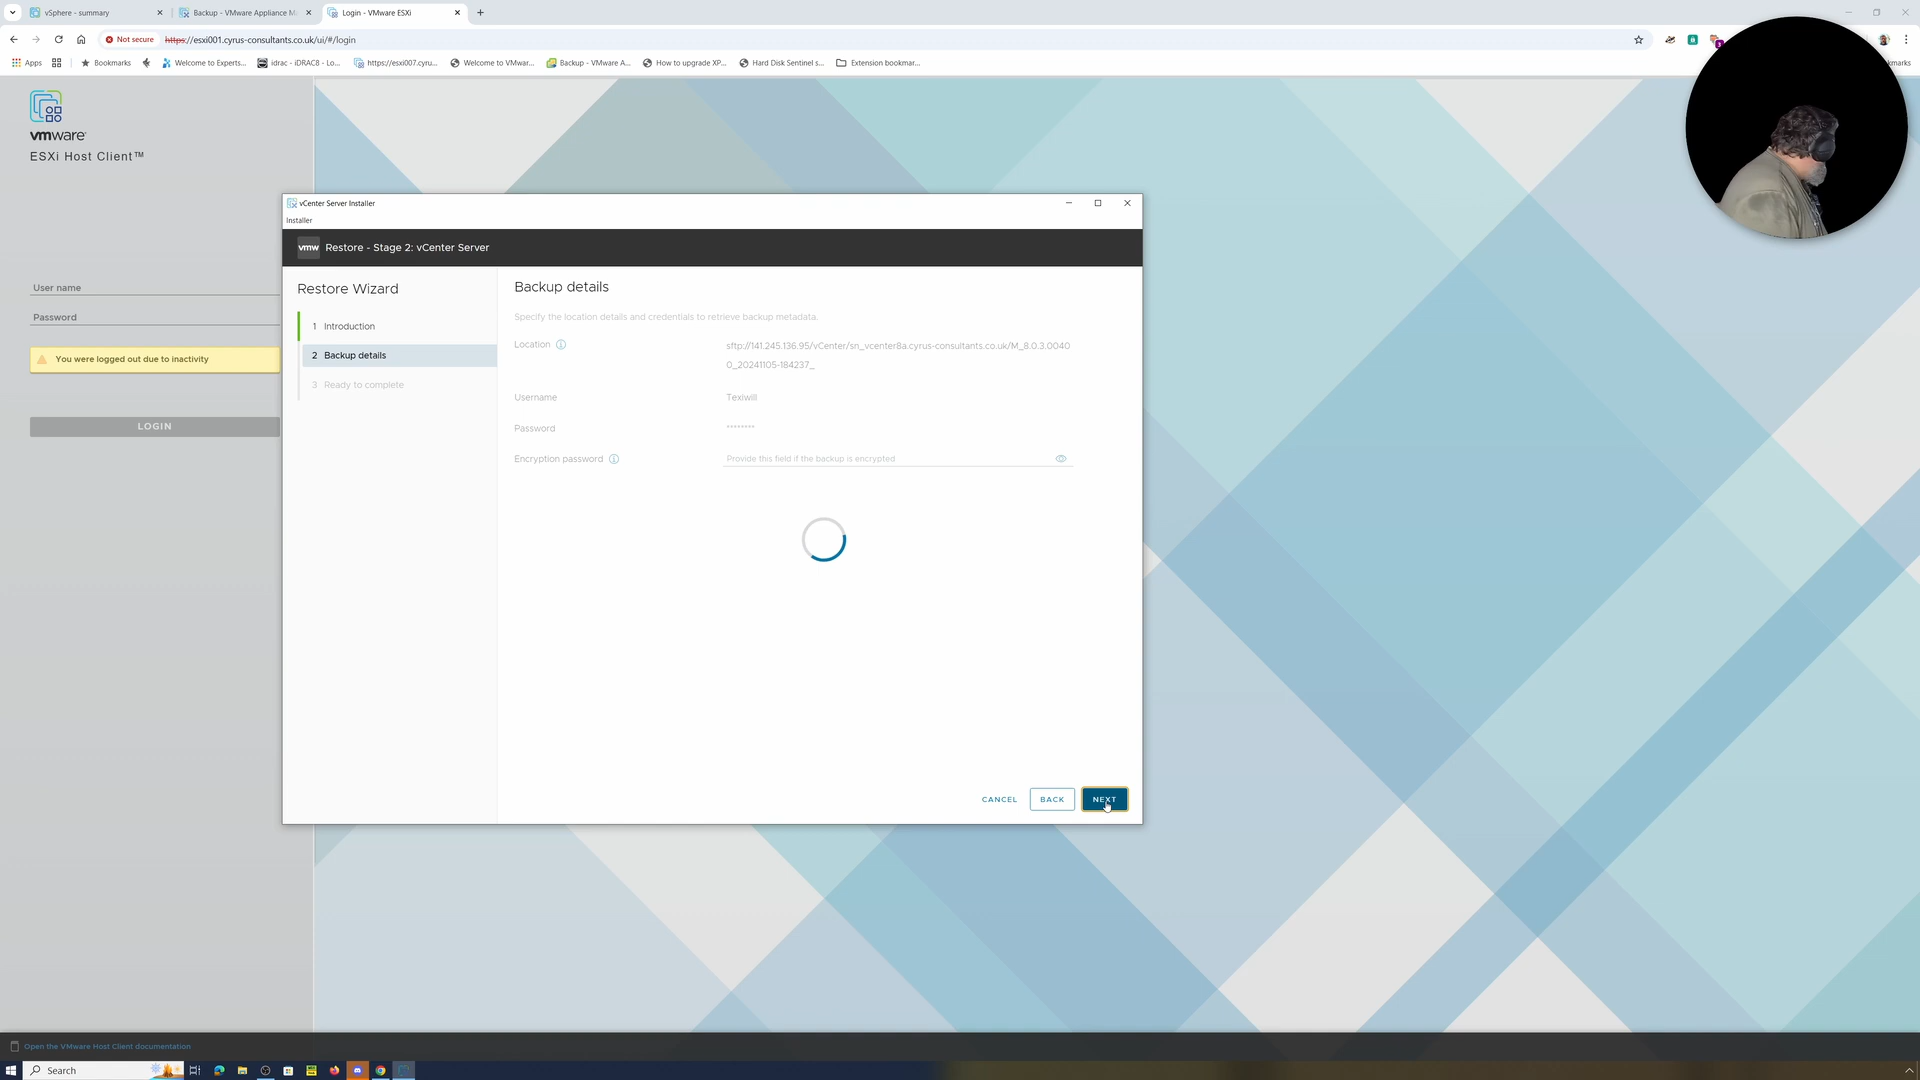 vSphere - summary
Backup - VMware Appliance M
Login - VMware ESXi
Not secure
https://esxi001.cyrus-consultants.co.uk/ui/#/login
Apps
Bookmarks
Welcome to Experts...
idrac - iDRAC8 - Lo...
https://esxi007.cyru...
Welcome to VMwar...
Backup - VMware A...
How to upgrade XP...
Hard Disk Sentinel s...
Extension bookmar...
kmarks
vmware
ESXi Host Client™
User name
Password
You were logged out due to inactivity
LOGIN
vCenter Server Installer
Installer
vmw
Restore - Stage 2: vCenter Server
Restore Wizard
1 Introduction
2 Backup details
3 Ready to complete
Backup details
Specify the location details and credentials to retrieve backup metadata.
Location
sftp://141.245.136.95/vCenter/sn_vcenter8a.cyrus-consultants.co.uk/M_8.0.3.0040
0_20241105-184237_
Username
Texiwill
Password
********
Encryption password
Provide this field if the backup is encrypted
CANCEL
BACK
NEXT
Open the VMware Host Client documentation
Search